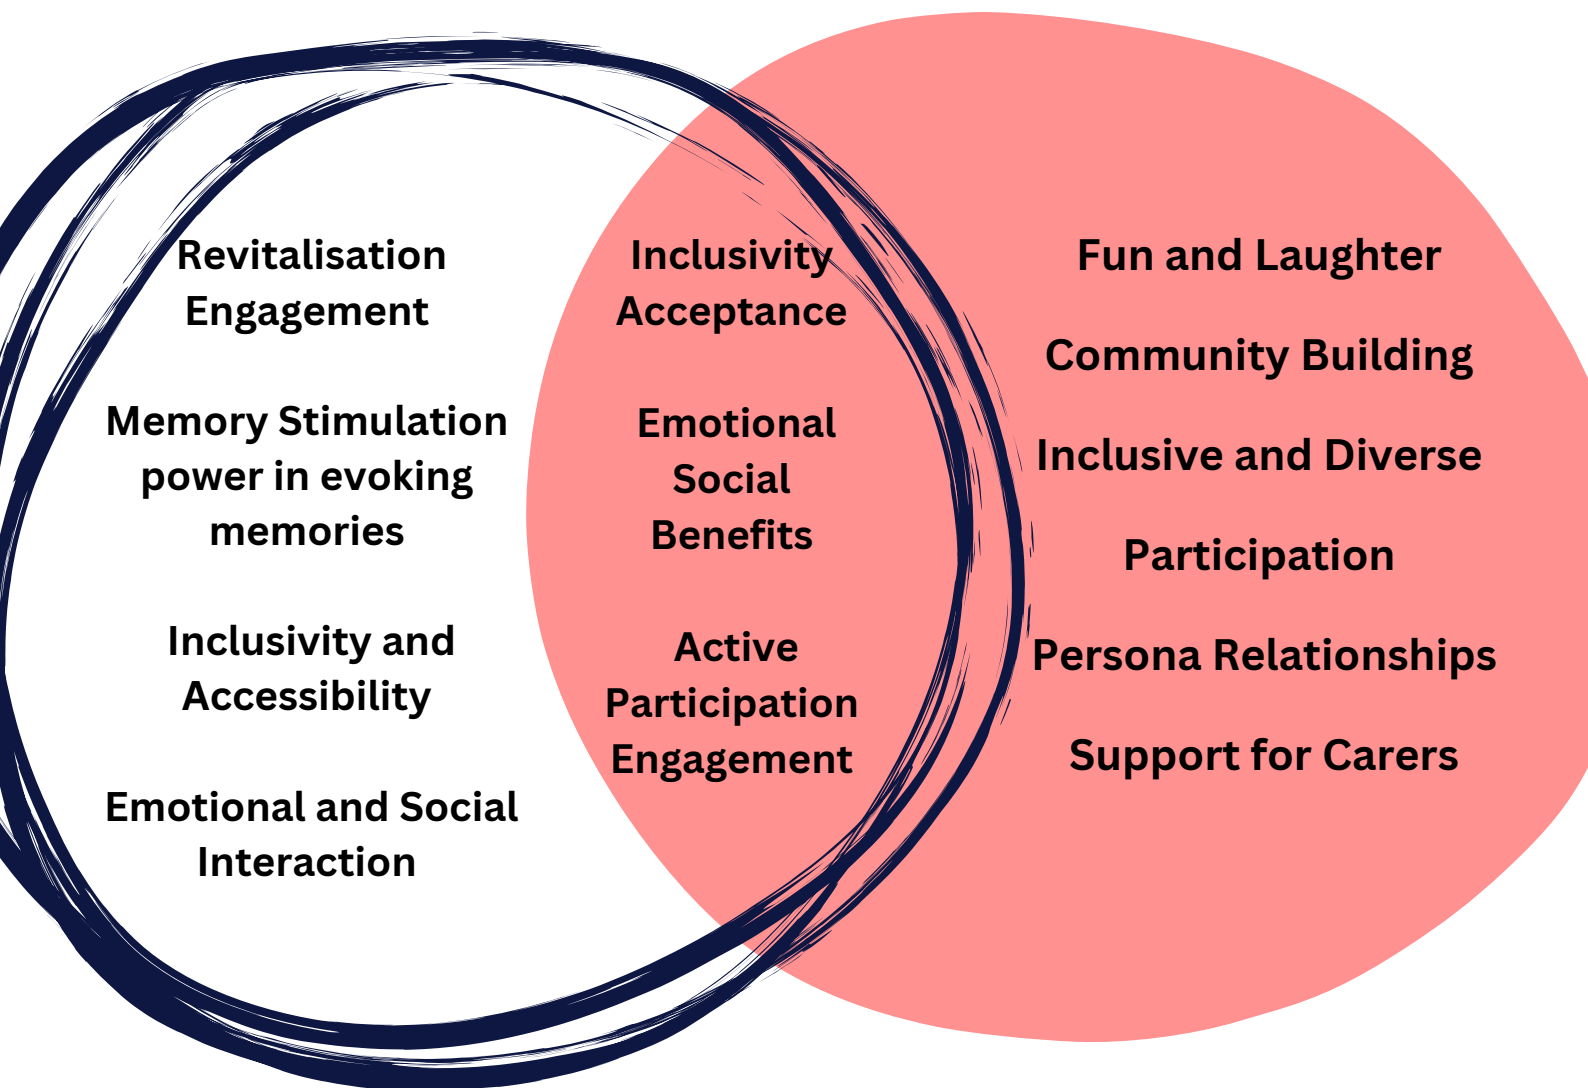 Revitalisation
Engagement
Memory Stimulation
power in evoking
memories
Inclusivity and
Accessibility
Emotional and Social
Interaction
Inclusivity
Acceptance
Emotional
Social
Benefits
Active
Participation
Engagement
Fun and Laughter
Community Building
Inclusive and Diverse
Participation
Persona Relationships
Support for Carers